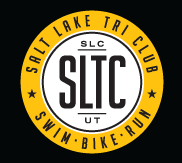 SALT LAKE TRI CLUB
SLC
SLTC
UT
SWIM • BIKE • RUN